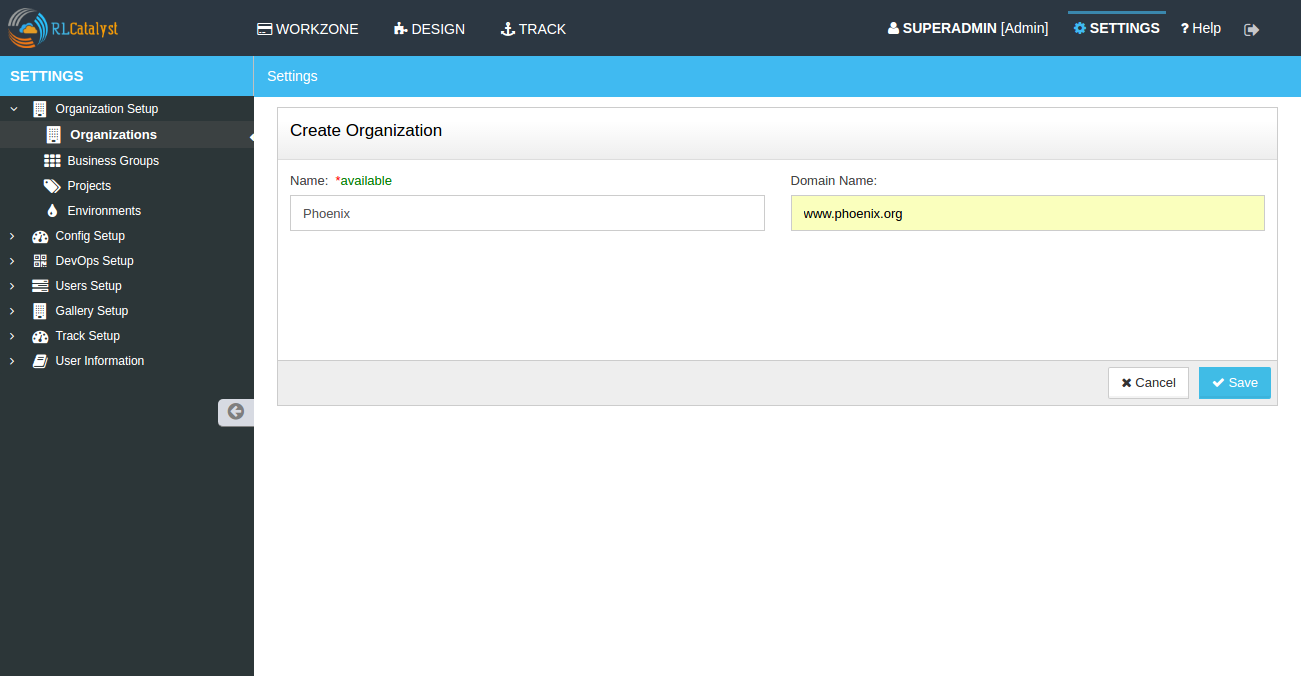 RLCatalyst WORKZONE DESIGN TRACK SUPERADMIN [Admin] SETTINGS ? Help
SETTINGS
Settings
Organization Setup
Organizations
Business Groups
Projects
Environments
Config Setup
DevOps Setup
Users Setup
Gallery Setup
Track Setup
User Information
Create Organization
Name: *available
Domain Name:
Phoenix
www.phoenix.org
Cancel
Save